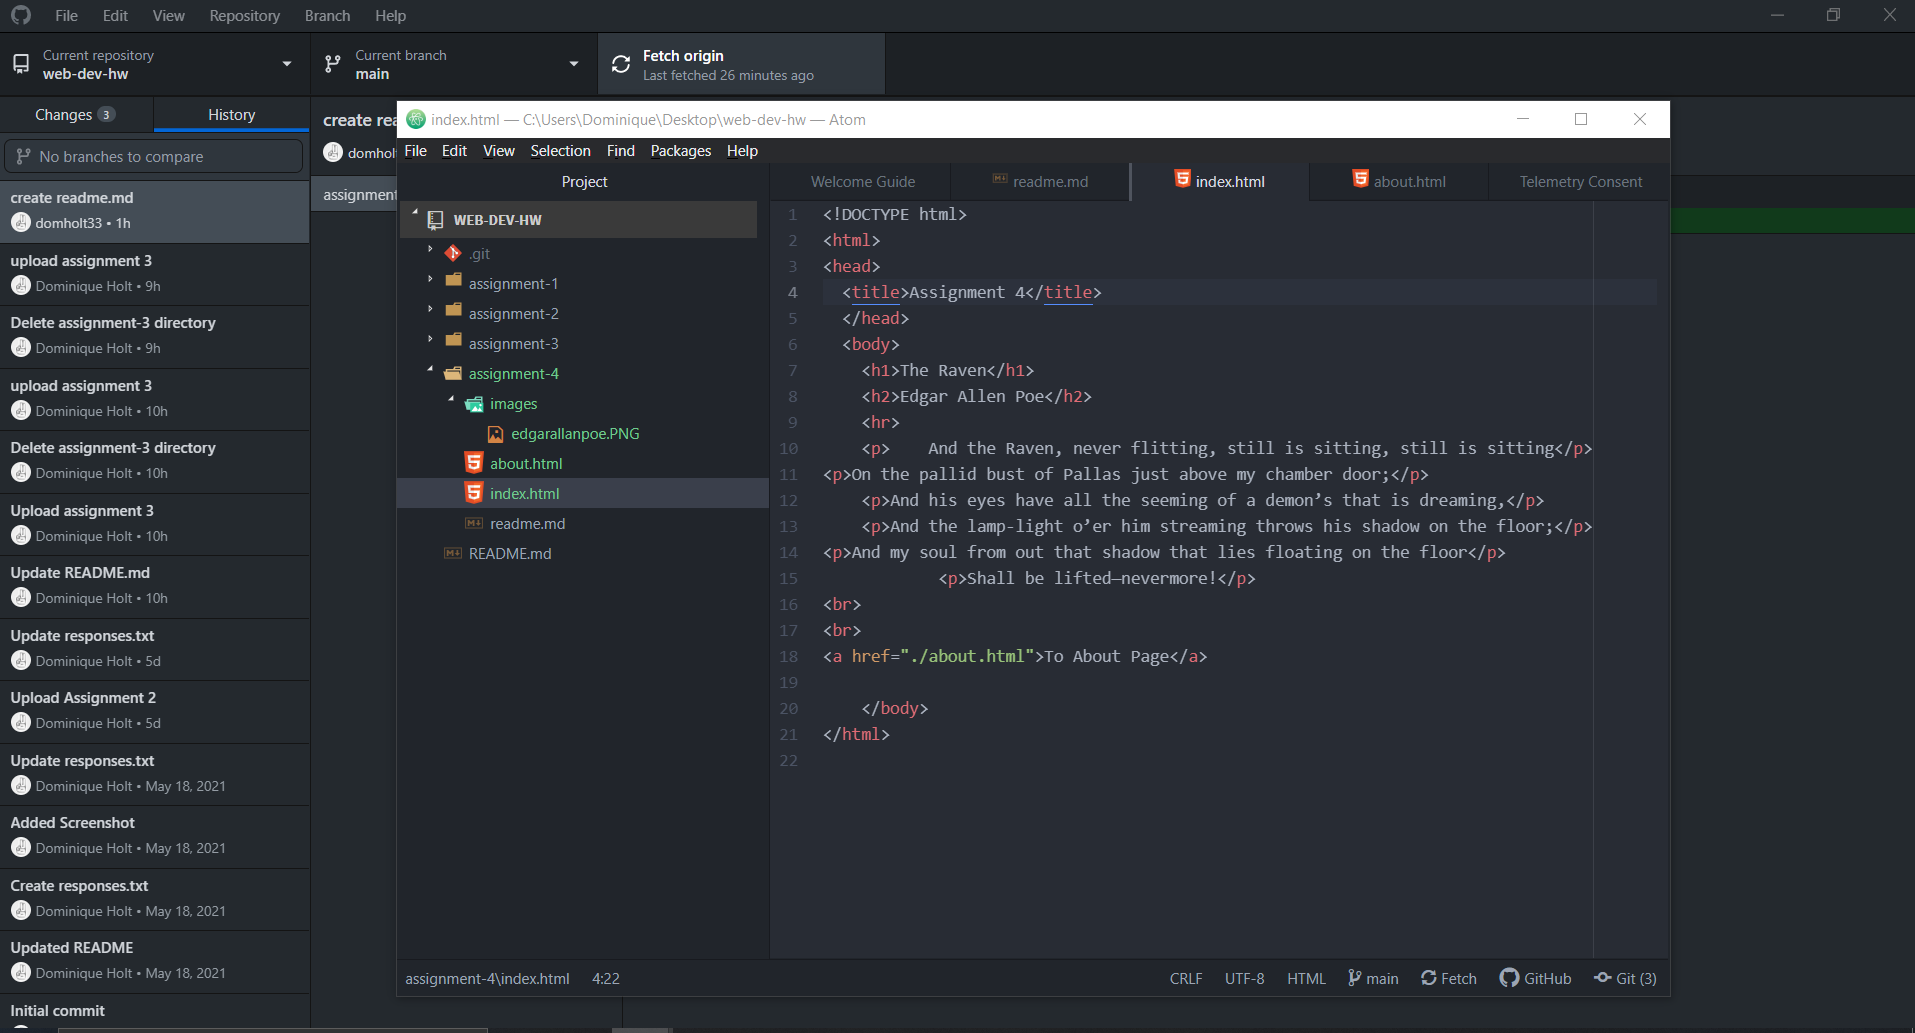 File Edit View Repository Branch Help
Current repository
web-dev-hw
Current branch
main
Fetch origin
Last fetched 26 minutes ago
Changes 3
History
No branches to compare
create readme.md
domholt33 • 1h
upload assignment 3
Dominique Holt • 9h
Delete assignment-3 directory
Dominique Holt • 9h
upload assignment 3
Dominique Holt • 10h
Delete assignment-3 directory
Dominique Holt • 10h
Upload assignment 3
Dominique Holt • 10h
Update README.md
Dominique Holt • 10h
Update responses.txt
Dominique Holt • 5d
Upload Assignment 2
Dominique Holt • 5d
Update responses.txt
Dominique Holt • May 18, 2021
Added Screenshot
Dominique Holt • May 18, 2021
Create responses.txt
Dominique Holt • May 18, 2021
Updated README
Dominique Holt • May 18, 2021
Initial commit
create rea
domholt
assignment
index.html — C:\Users\Dominique\Desktop\web-dev-hw — Atom
File Edit View Selection Find Packages Help
Project
WEB-DEV-HW
.git
assignment-1
assignment-2
assignment-3
assignment-4
images
edgarallanpoe.PNG
about.html
index.html
readme.md
README.md
Welcome Guide readme.md index.html about.html Telemetry Consent
1 <!DOCTYPE html>
2 <html>
3 <head>
4 <title>Assignment 4</title>
5 </head>
6 <body>
7 <h1>The Raven</h1>
8 <h2>Edgar Allen Poe</h2>
9 <hr>
10 <p>    And the Raven, never flitting, still is sitting, still is sitting</p>
11 <p>On the pallid bust of Pallas just above my chamber door;</p>
12 <p>And his eyes have all the seeming of a demon’s that is dreaming,</p>
13 <p>And the lamp-light o’er him streaming throws his shadow on the floor;</p>
14 <p>And my soul from out that shadow that lies floating on the floor</p>
15 <p>Shall be lifted—nevermore!</p>
16 <br>
17 <br>
18 <a href="./about.html">To About Page</a>
19
20 </body>
21 </html>
22
assignment-4\index.html 4:22
CRLF UTF-8 HTML main Fetch GitHub Git (3)